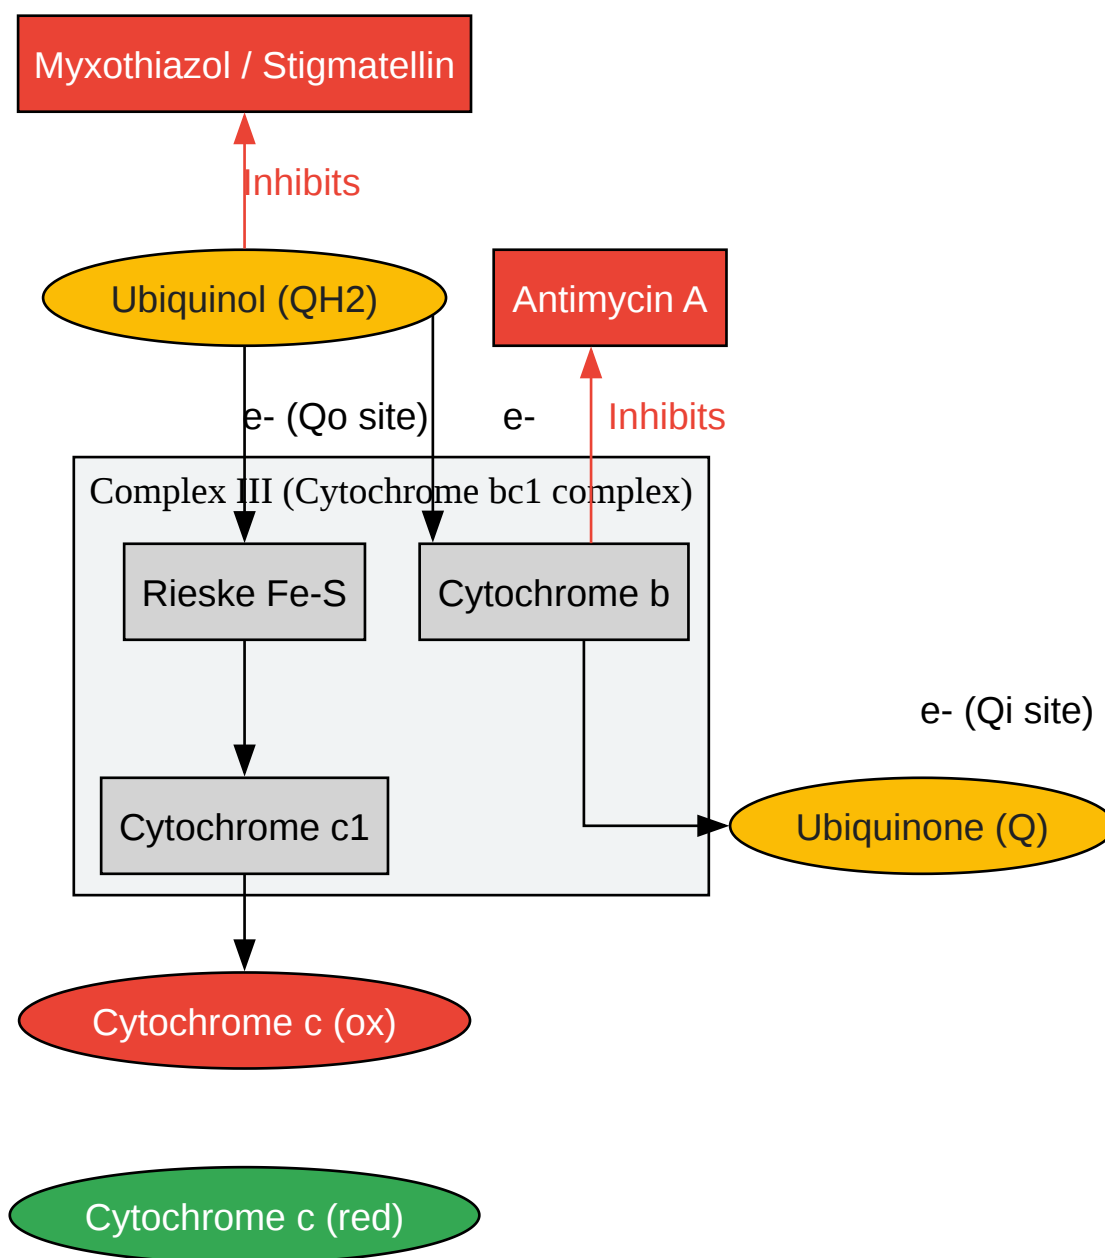 Myxothiazol / Stigmatellin
Inhibits
Ubiquinol (QH2)
Antimycin A
e- (Qo site)
e-
Inhibits
Complex III (Cytochrome bc1 complex)
Rieske Fe-S
Cytochrome b
e- (Qi site)
Cytochrome c1
Ubiquinone (Q)
Cytochrome c (ox)
Cytochrome c (red)